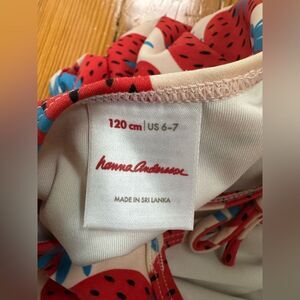 120 cm | US 6-7
hanna andersson
MADE IN SRI LANKA